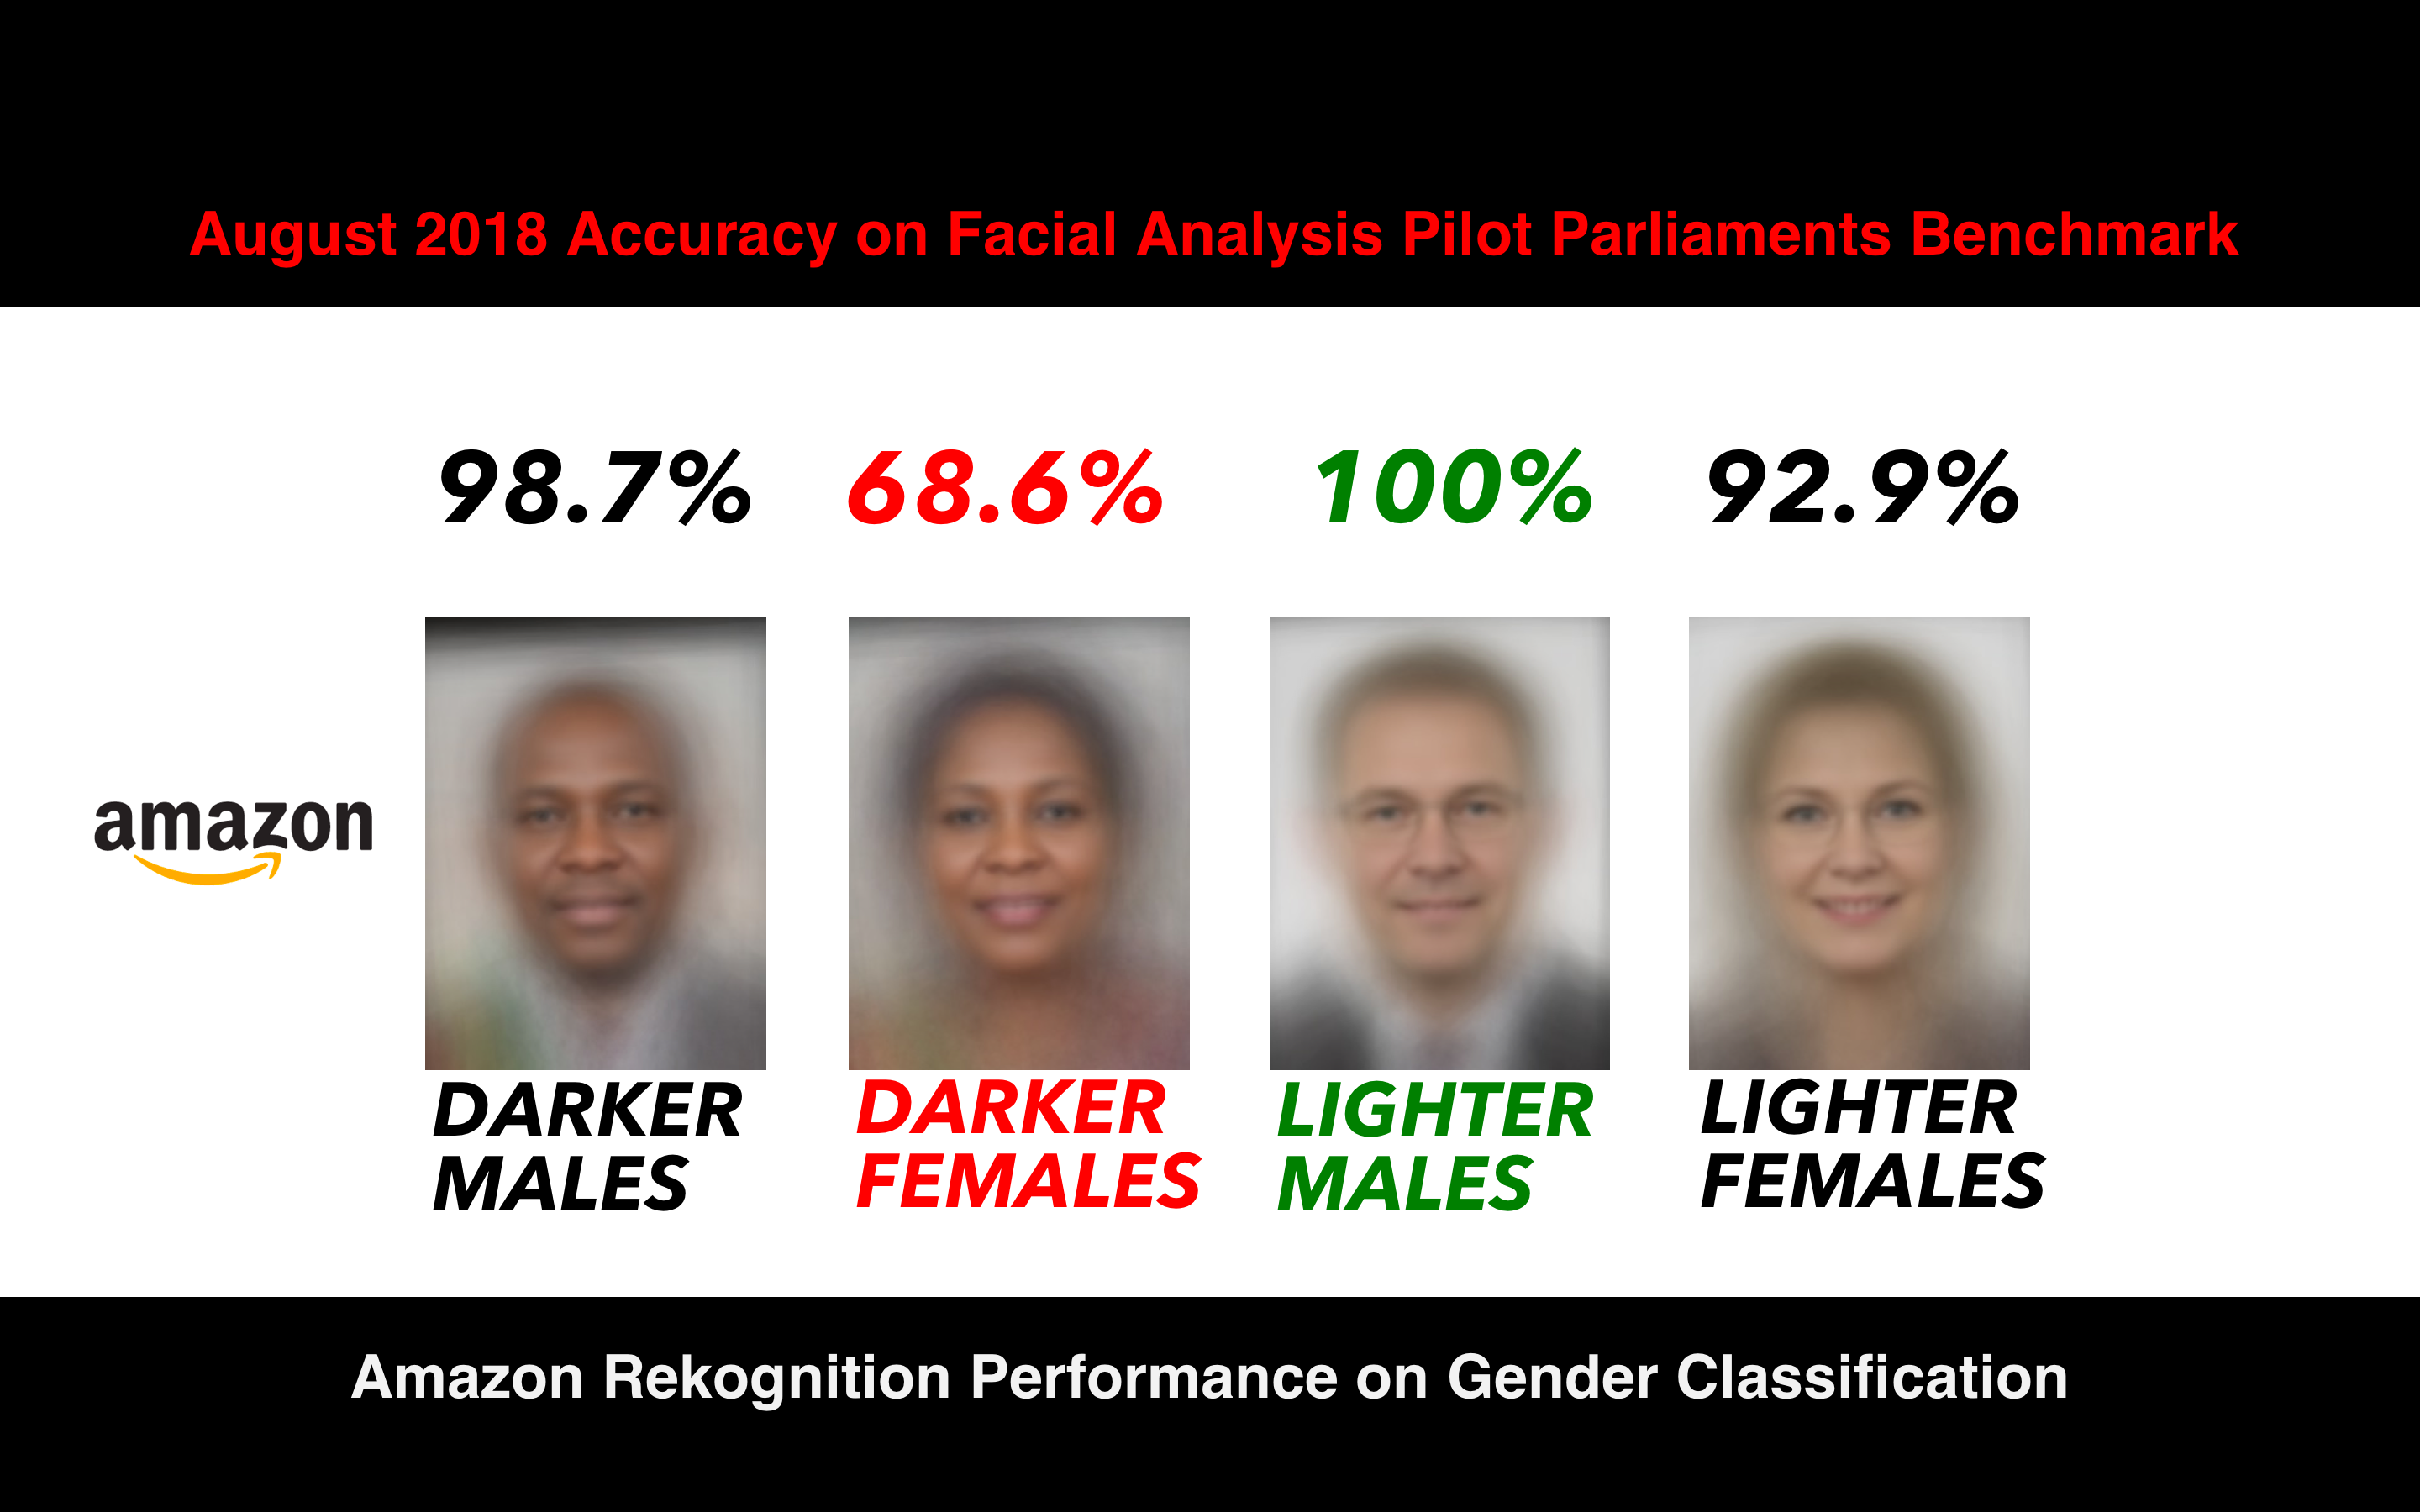 August 2018 Accuracy on Facial Analysis Pilot Parliaments Benchmark
98.7% 68.6% 100% 92.9%
amazon
DARKER MALES
DARKER FEMALES
LIGHTER MALES
LIGHTER FEMALES
Amazon Rekognition Performance on Gender Classification